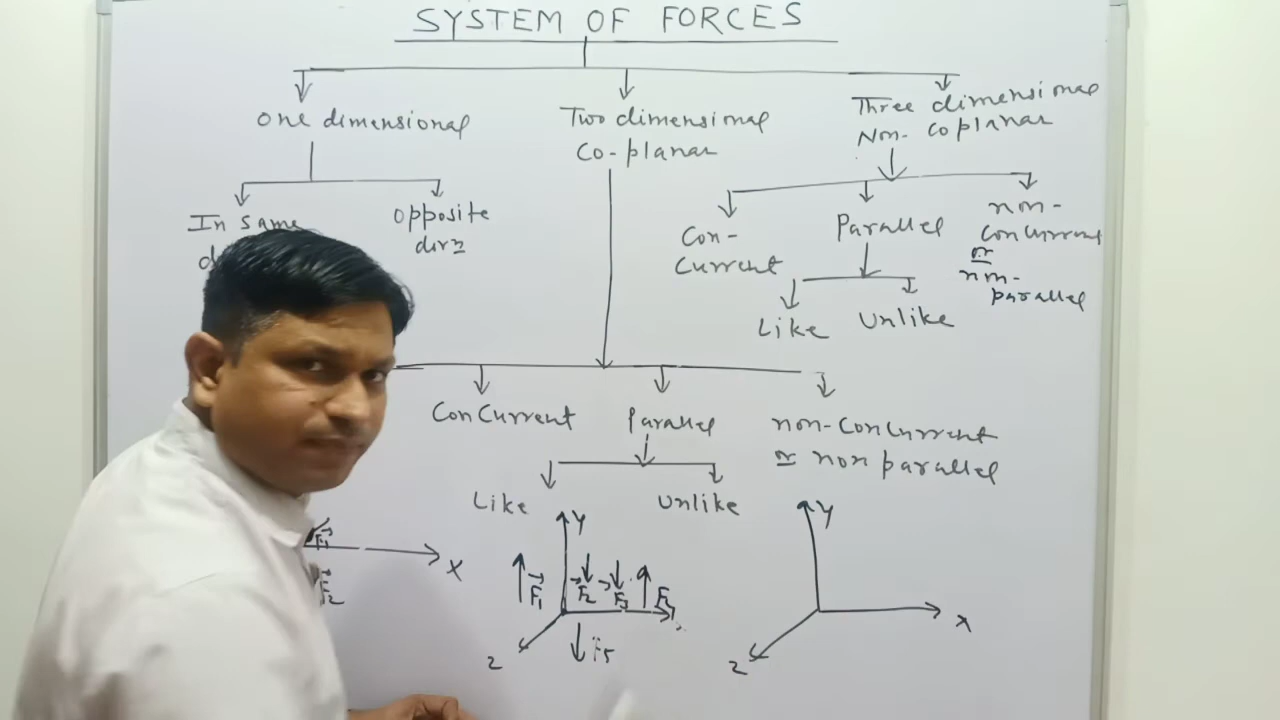 SYSTEM OF FORCES
One dimensional
Two dimensional
Co-planar
Three dimensional
Non-Coplanar
In same
Opposite
dirn
Con-
Current
Parallel
non-
Concurrent
or
non-
parallel
Like
Unlike
Concurrent
Parallel
non-Concurrent
or non parallel
Like
Unlike
F1
X
F2
Y
F1
F2
F3
F5
Z
Y
X
Z